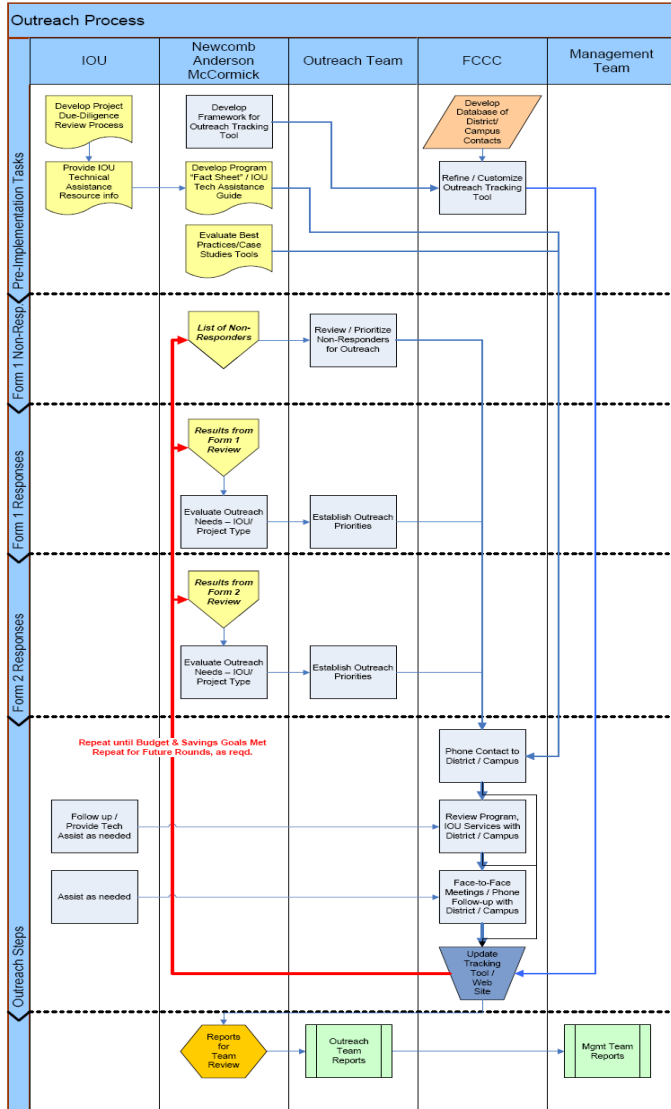 Outreach Process
IOU
Newcomb
Anderson
McCormick
Outreach Team
FCCC
Management
Team
Pre-Implementation Tasks
Develop Project
Due-Diligence
Review Process
Develop
Framework for
Outreach Tracking
Tool
Develop
Database of
District/
Campus
Contacts
Provide IOU
Technical
Assistance
Resource info
Develop Program
“Fact Sheet” / IOU
Tech Assistance
Guide
Refine / Customize
Outreach Tracking
Tool
Evaluate Best
Practices/Case
Studies Tools
Form 1 Non-Resp.
List of Non-
Responders
Review / Prioritize
Non-Responders
for Outreach
Form 1 Responses
Results from
Form 1
Review
Evaluate Outreach
Needs – IOU/
Project Type
Establish Outreach
Priorities
Form 2 Responses
Results from
Form 2
Review
Evaluate Outreach
Needs – IOU/
Project Type
Establish Outreach
Priorities
Outreach Steps
Repeat until Budget & Savings Goals Met
Repeat for Future Rounds, as reqd.
Phone Contact to
District / Campus
Follow up /
Provide Tech
Assist as needed
Review Program,
IOU Services with
District / Campus
Assist as needed
Face-to-Face
Meetings / Phone
Follow-up with
District / Campus
Update
Tracking
Tool /
Web
Site
Reports
for
Team
Review
Outreach
Team
Reports
Mgmt Team
Reports